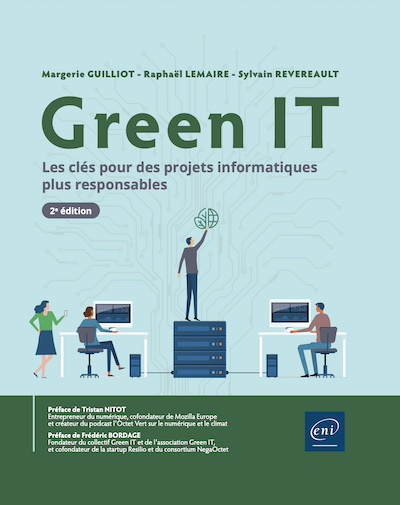 Margerie GUILLIOT - Raphaël LEMAIRE - Sylvain REVEREAULT
Green IT
Les clés pour des projets informatiques
plus responsables
2e édition
Préface de Tristan NITOT
Entrepreneur du numérique, cofondateur de Mozilla Europe
et créateur du podcast l'Octet Vert sur le numérique et le climat
Préface de Frédéric BORDAGE
Fondateur du collectif Green IT et de l'association Green IT,
et cofondateur de la startup Resilio et du consortium NegaOctet
eni